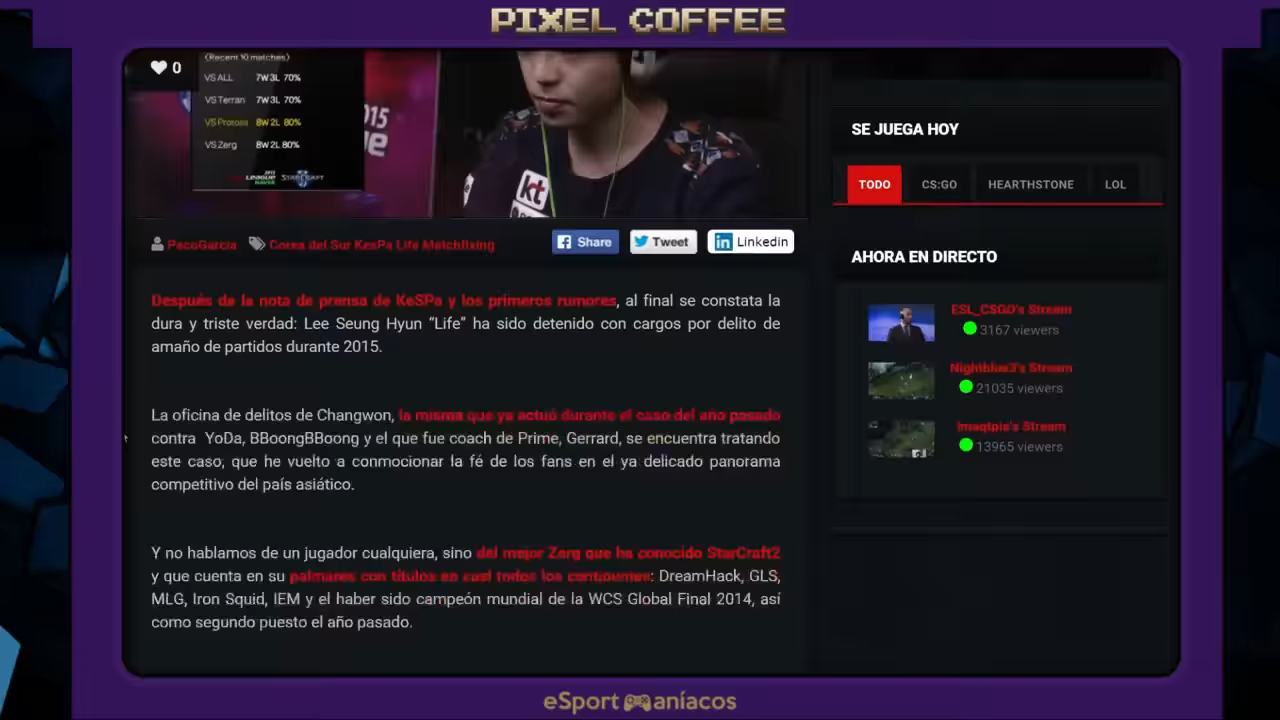 PIXEL COFFEE
0
(Recent 10 matches)
VS ALL 7W 3L 70%
VS Terran 7W 3L 70%
VS Protoss 8W 2L 80%
VS Zerg 8W 2L 80%
LEAGUE
NAVER
STARCRAFT
kt
SE JUEGA HOY
TODO CS:GO HEARTHSTONE LOL
PacoGarcia Corea del Sur KesPa Life Matchfixing Share Tweet Linkedin
AHORA EN DIRECTO
ESL_CSGO's Stream
3167 viewers
Nightblue3's Stream
21035 viewers
Imaqtpie's Stream
13965 viewers
Después de la nota de prensa de KeSPa y los primeros rumores, al final se constata la
dura y triste verdad: Lee Seung Hyun “Life” ha sido detenido con cargos por delito de
amaño de partidos durante 2015.
La oficina de delitos de Changwon, la misma que ya actuó durante el caso del año pasado
contra YoDa, BBoongBBoong y el que fue coach de Prime, Gerrard, se encuentra tratando
este caso, que he vuelto a conmocionar la fé de los fans en el ya delicado panorama
competitivo del país asiático.
Y no hablamos de un jugador cualquiera, sino del mejor Zerg que ha conocido StarCraft2
y que cuenta en su palmares con títulos en casi todos los continentes: DreamHack, GLS,
MLG, Iron Squid, IEM y el haber sido campeón mundial de la WCS Global Final 2014, así
como segundo puesto el año pasado.
eSportmaníacos